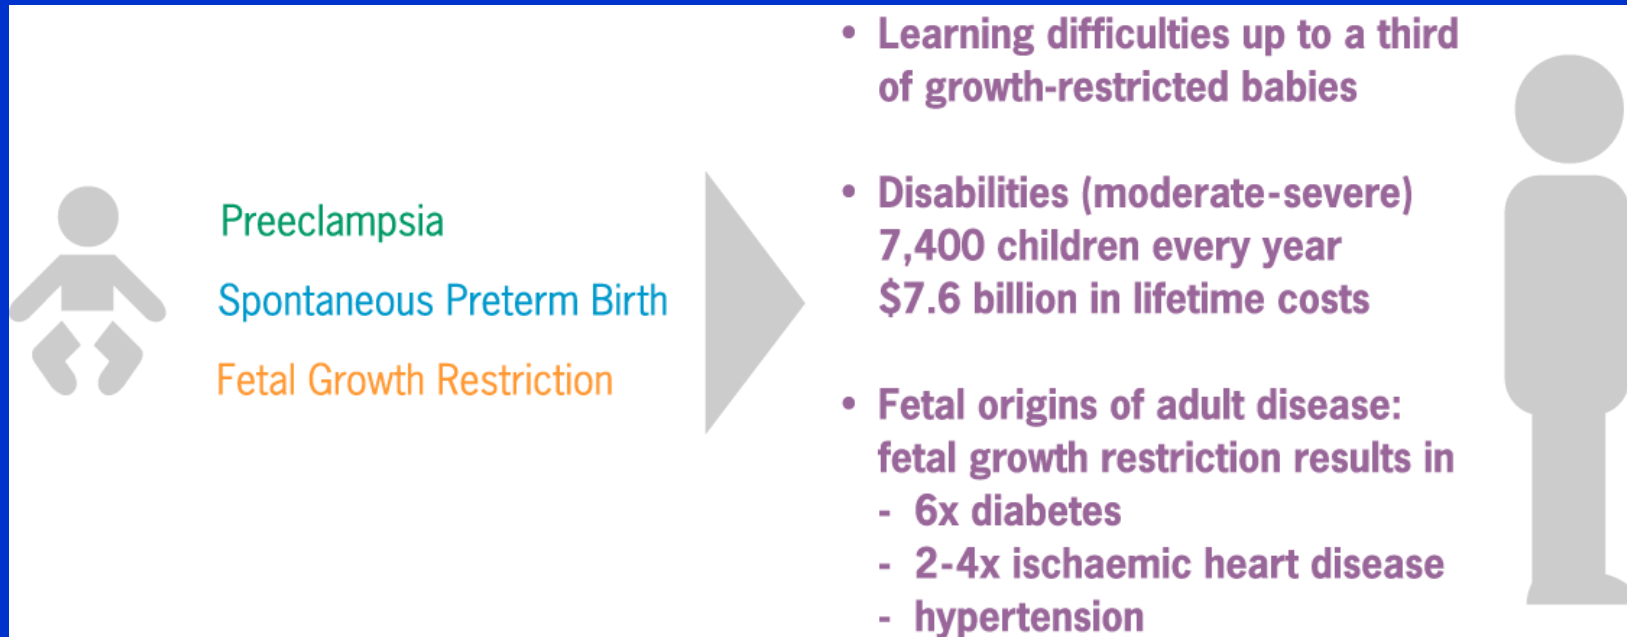 Preeclampsia
Spontaneous Preterm Birth
Fetal Growth Restriction
• Learning difficulties up to a third
of growth-restricted babies
• Disabilities (moderate-severe)
7,400 children every year
$7.6 billion in lifetime costs
• Fetal origins of adult disease:
fetal growth restriction results in
- 6x diabetes
- 2-4x ischaemic heart disease
- hypertension